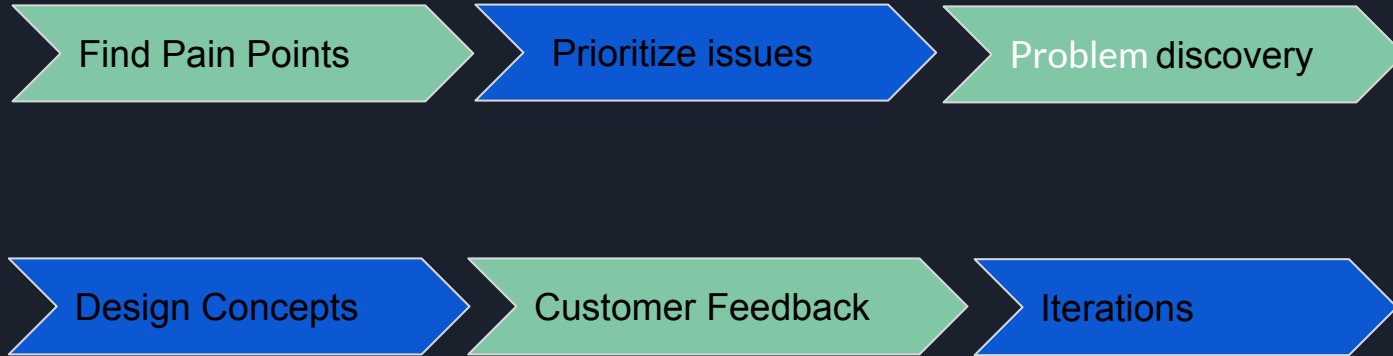 Find Pain Points
Prioritize issues
Problem discovery
Design Concepts
Customer Feedback
Iterations